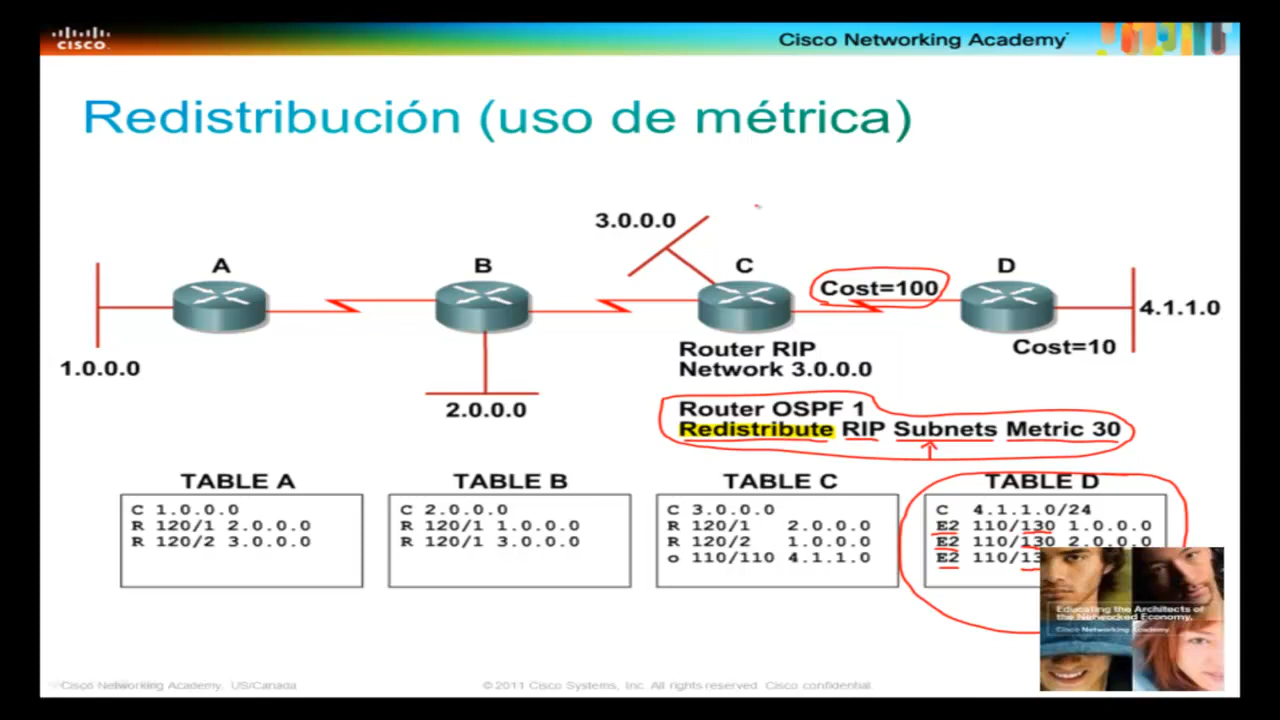 CISCO.
Cisco Networking Academy
Redistribución (uso de métrica)
3.0.0.0
A
B
C
D
Cost=100
4.1.1.0
Router RIP
Network 3.0.0.0
Cost=10
1.0.0.0
2.0.0.0
Router OSPF 1
Redistribute RIP Subnets Metric 30
TABLE A
C 1.0.0.0
R 120/1 2.0.0.0
R 120/2 3.0.0.0
TABLE B
C 2.0.0.0
R 120/1 1.0.0.0
R 120/1 3.0.0.0
TABLE C
C 3.0.0.0
R 120/1 2.0.0.0
R 120/2 1.0.0.0
o 110/110 4.1.1.0
TABLE D
C 4.1.1.0/24
E2 110/130 1.0.0.0
E2 110/130 2.0.0.0
E2
Educating the Architects of
the Networked Economy.
Cisco Networking Academy
Cisco Networking Academy. US/Canada
© 2011 Cisco Systems, Inc. All rights reserved. Cisco confidential.